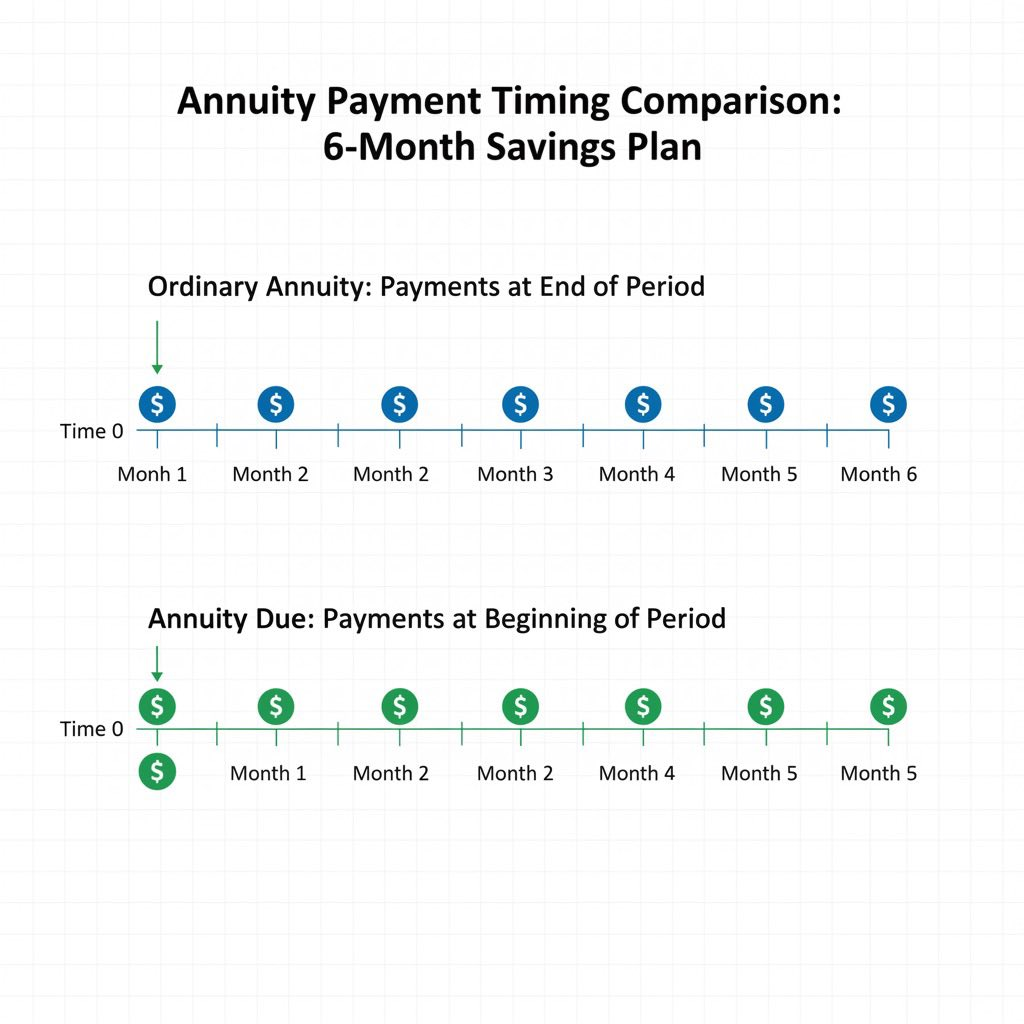 Annuity Payment Timing Comparison:
6-Month Savings Plan
Ordinary Annuity: Payments at End of Period
$ $ $ $ $ $ $
Time 0
Monh 1 Month 2 Month 2 Month 3 Month 4 Month 5 Month 6
Annuity Due: Payments at Beginning of Period
$ $ $ $ $ $ $
Time 0
$ Month 1 Month 2 Month 2 Month 4 Month 5 Month 5